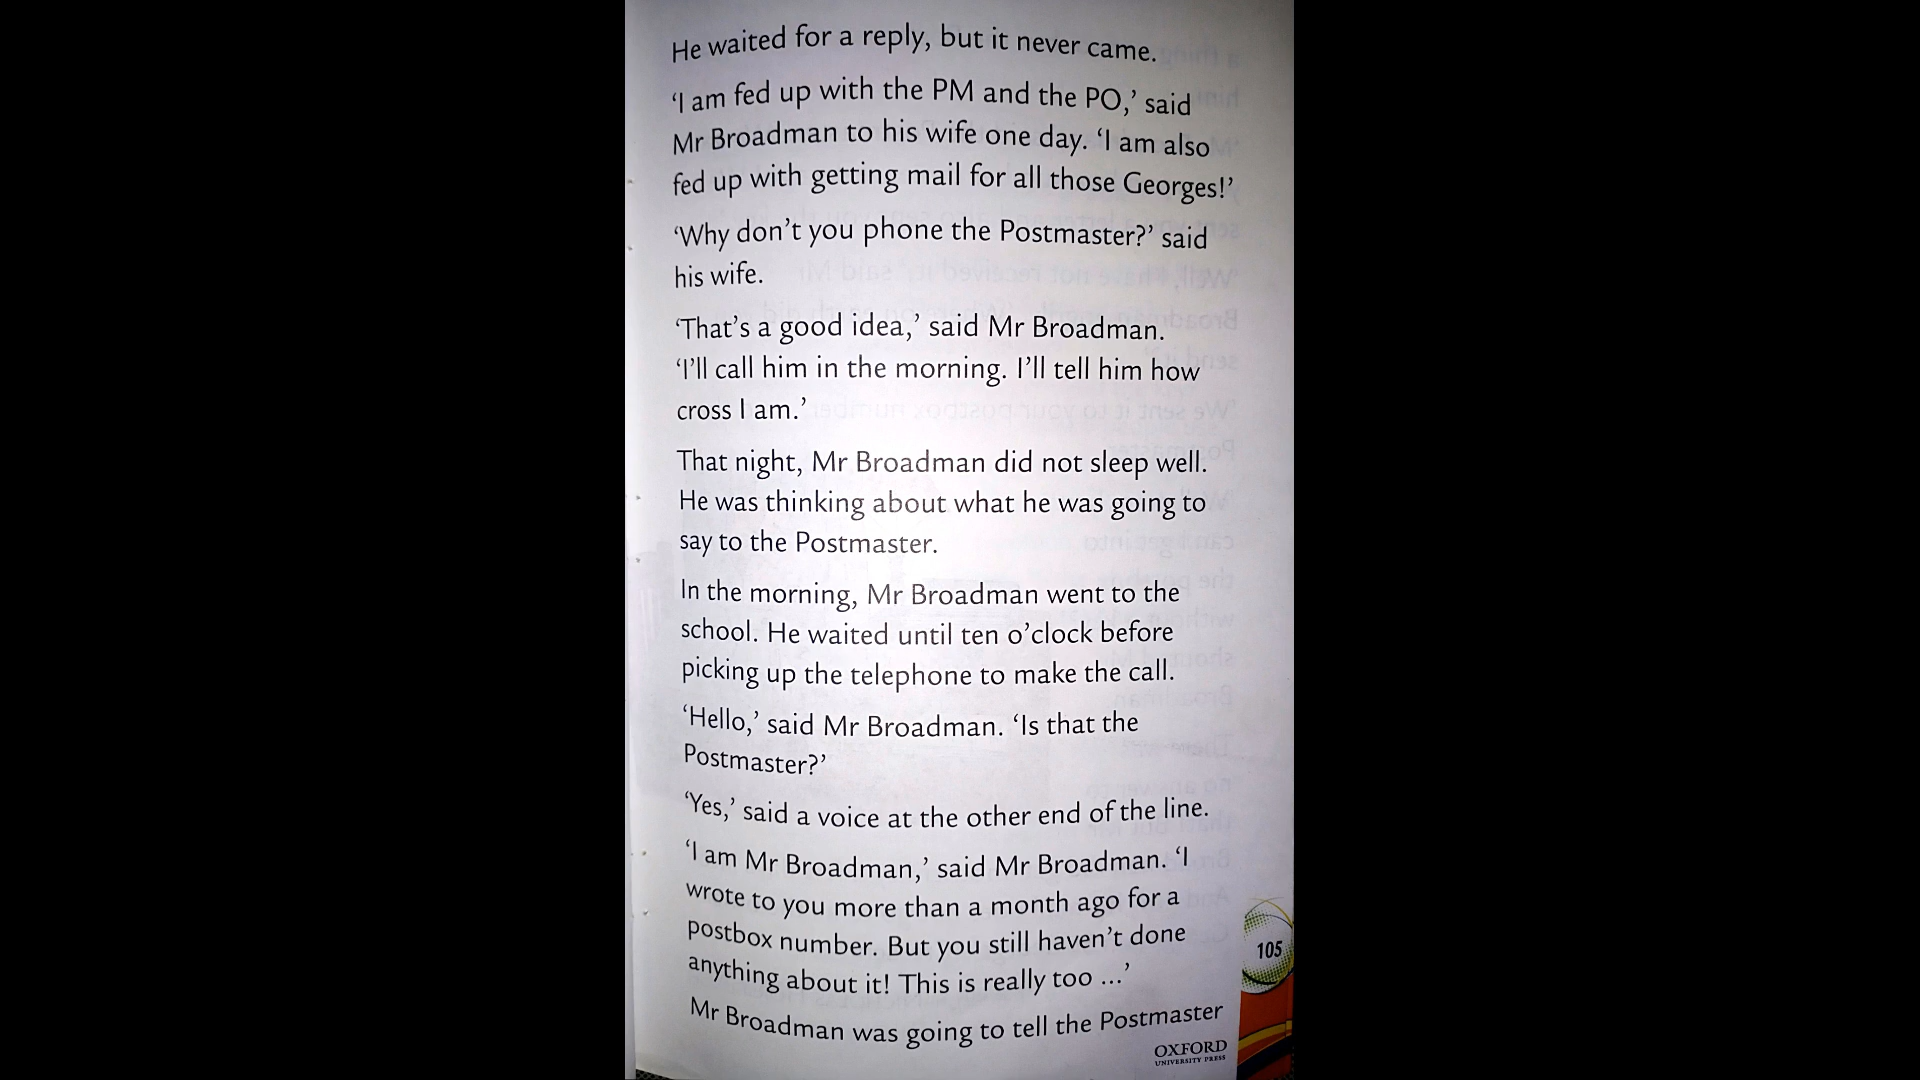 He waited for a reply, but it never came.
‘I am fed up with the PM and the PO,’ said
Mr Broadman to his wife one day. ‘I am also
fed up with getting mail for all those Georges!’
‘Why don’t you phone the Postmaster?’ said
his wife.
‘That’s a good idea,’ said Mr Broadman.
‘I’ll call him in the morning. I’ll tell him how
cross I am.’
That night, Mr Broadman did not sleep well.
He was thinking about what he was going to
say to the Postmaster.
In the morning, Mr Broadman went to the
school. He waited until ten o’clock before
picking up the telephone to make the call.
‘Hello,’ said Mr Broadman. ‘Is that the
Postmaster?’
‘Yes,’ said a voice at the other end of the line.
‘I am Mr Broadman,’ said Mr Broadman. ‘I
wrote to you more than a month ago for a
postbox number. But you still haven’t done
anything about it! This is really too ...’
Mr Broadman was going to tell the Postmaster
105
OXFORD
UNIVERSITY PRESS